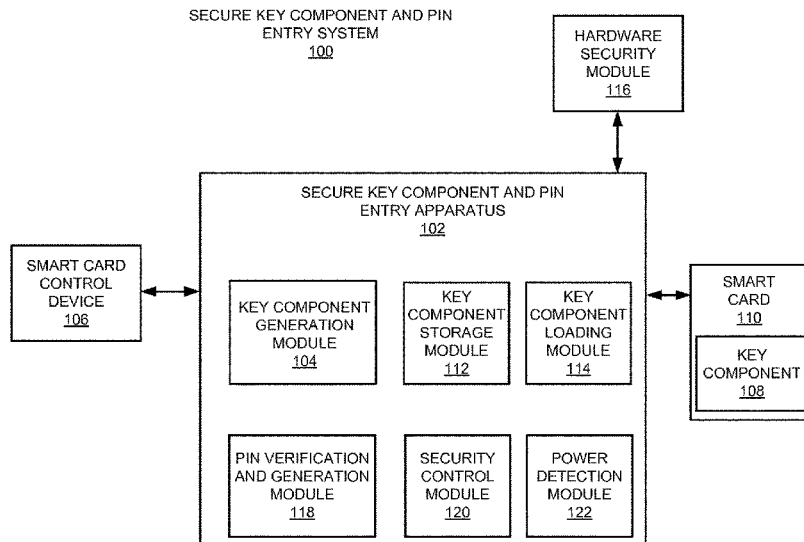 SECURE KEY COMPONENT AND PIN
ENTRY SYSTEM
100
HARDWARE
SECURITY
MODULE
116
SECURE KEY COMPONENT AND PIN
ENTRY APPARATUS
102
SMART CARD
CONTROL
DEVICE
106
KEY COMPONENT
GENERATION
MODULE
104
KEY
COMPONENT
STORAGE
MODULE
112
KEY
COMPONENT
LOADING
MODULE
114
SMART
CARD
110
KEY
COMPONENT
108
PIN VERIFICATION
AND GENERATION
MODULE
118
SECURITY
CONTROL
MODULE
120
POWER
DETECTION
MODULE
122